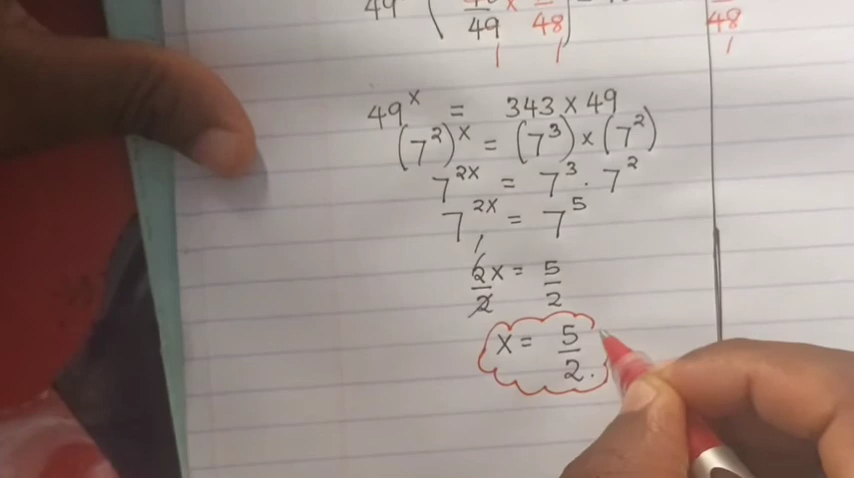 49 ( x
49 48
48
1 1 1
49^x = 343 x 49
(7^2)^x = (7^3) x (7^2)
7^2x = 7^3 . 7^2
7^2x = 7^5
1
2x/2 = 5/2
x = 5/2.